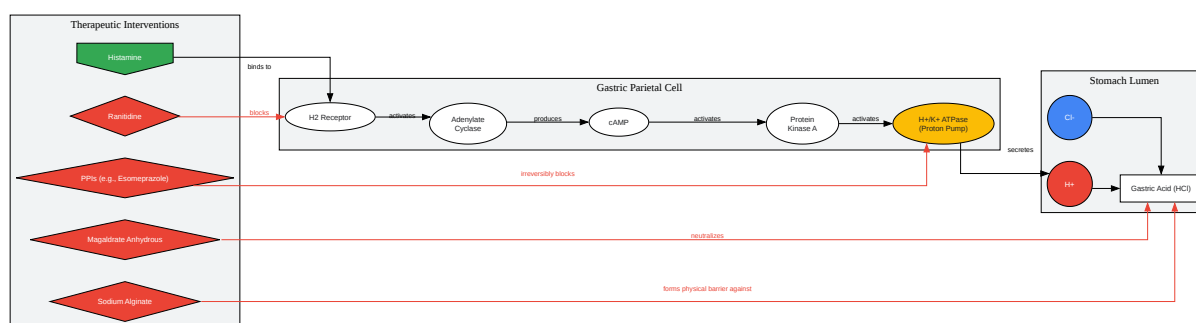 Therapeutic Interventions
Histamine
binds to
Ranitidine
blocks
PPIs (e.g., Esomeprazole)
irreversibly blocks
Magaldrate Anhydrous
neutralizes
Sodium Alginate
forms physical barrier against
Gastric Parietal Cell
H2 Receptor
activates
Adenylate
Cyclase
produces
cAMP
activates
Protein
Kinase A
activates
H+/K+ ATPase
(Proton Pump)
secretes
Stomach Lumen
Cl-
H+
Gastric Acid (HCl)